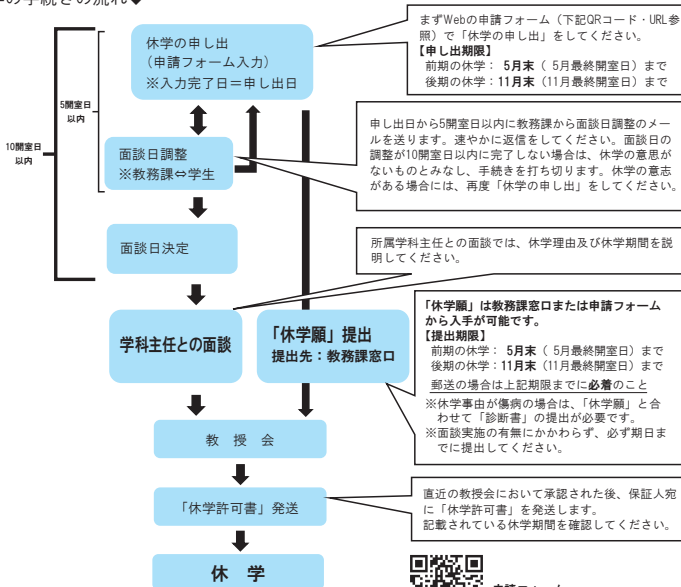 の手続きの流れ◆
休学の申し出
(申請フォーム入力)
※入力完了日=申し出日
まずWebの申請フォーム(下記QRコード・URL参
照)で「休学の申し出」をしてください。
【申し出期限】
前期の休学: 5月末( 5月最終開室日)まで
後期の休学:11月末(11月最終開室日)まで
5開室日
以内
10開室日
以内
面談日調整
※教務課⇔学生
申し出日から5開室日以内に教務課から面談日調整のメー
ルを送ります。速やかに返信をしてください。面談日の
調整が10開室日以内に完了しない場合は、休学の意思が
ないものとみなし、手続きを打ち切ります。休学の意志
がある場合には、再度「休学の申し出」をしてください。
面談日決定
所属学科主任との面談では、休学理由及び休学期間を説
明してください。
学科主任との面談
「休学願」提出
提出先:教務課窓口
「休学願」は教務課窓口または申請フォーム
から入手が可能です。
【提出期限】
前期の休学: 5月末( 5月最終開室日)まで
後期の休学:11月末(11月最終開室日)まで
郵送の場合は上記期限までに必着のこと
※休学事由が傷病の場合は、「休学願」と合
わせて「診断書」の提出が必要です。
※面談実施の有無にかかわらず、必ず期日ま
でに提出してください。
教 授 会
「休学許可書」発送
直近の教授会において承認された後、保証人宛
に「休学許可書」を発送します。
記載されている休学期間を確認してください。
休 学